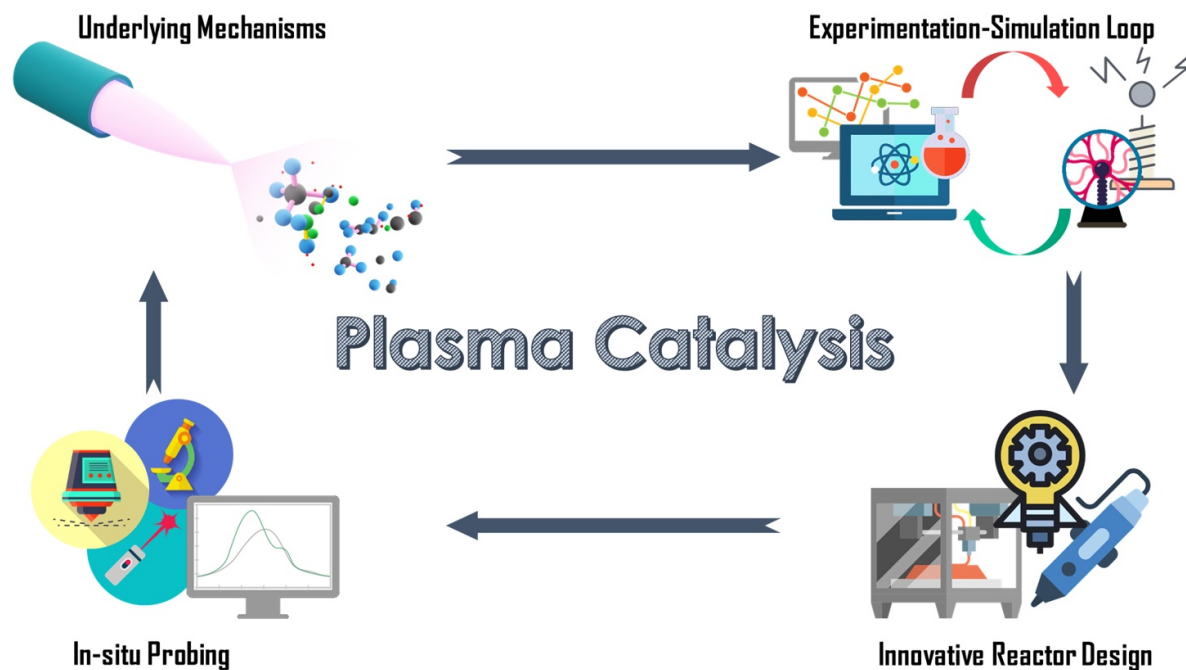 Underlying Mechanisms
Experimentation-Simulation Loop
Plasma Catalysis
In-situ Probing
Innovative Reactor Design